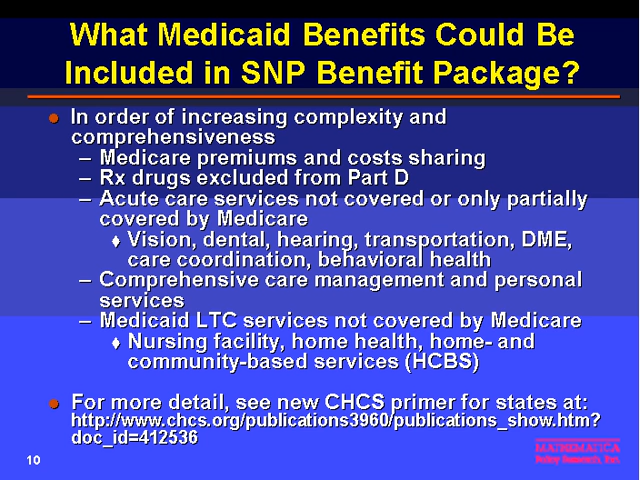 What Medicaid Benefits Could Be
Included in SNP Benefit Package?
● In order of increasing complexity and
comprehensiveness
– Medicare premiums and costs sharing
– Rx drugs excluded from Part D
– Acute care services not covered or only partially
covered by Medicare
♦ Vision, dental, hearing, transportation, DME,
care coordination, behavioral health
– Comprehensive care management and personal
services
– Medicaid LTC services not covered by Medicare
♦ Nursing facility, home health, home- and
community-based services (HCBS)
● For more detail, see new CHCS primer for states at:
http://www.chcs.org/publications3960/publications_show.htm?
doc_id=412536
10
MATHEMATICA
Policy Research, Inc.